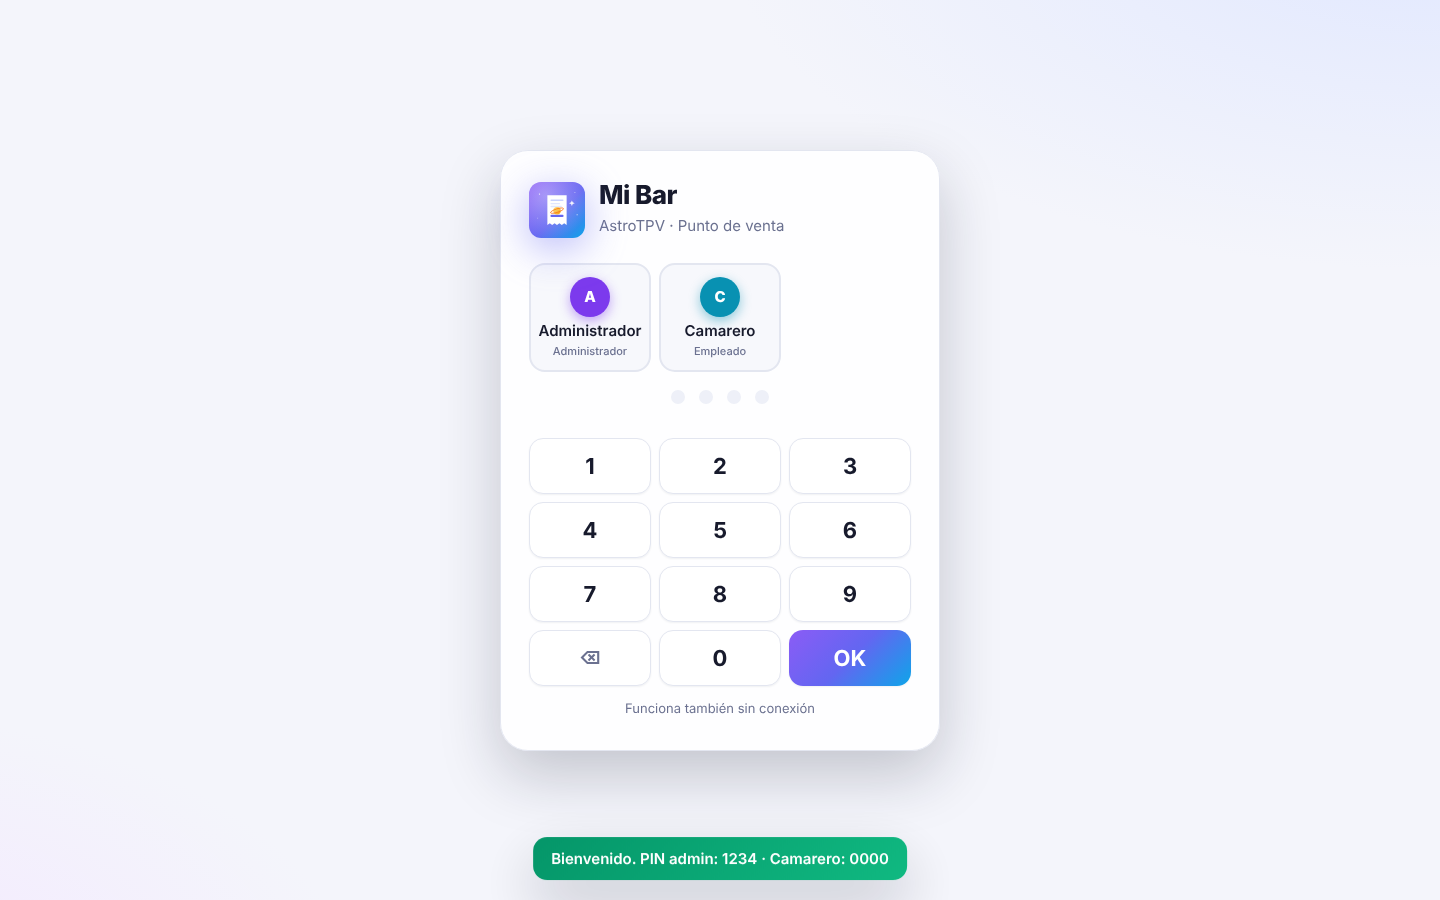 Mi Bar
AstroTPV · Punto de venta
A
Administrador
Administrador
C
Camarero
Empleado
1
2
3
4
5
6
7
8
9
0
OK
Funciona también sin conexión
Bienvenido. PIN admin: 1234 · Camarero: 0000